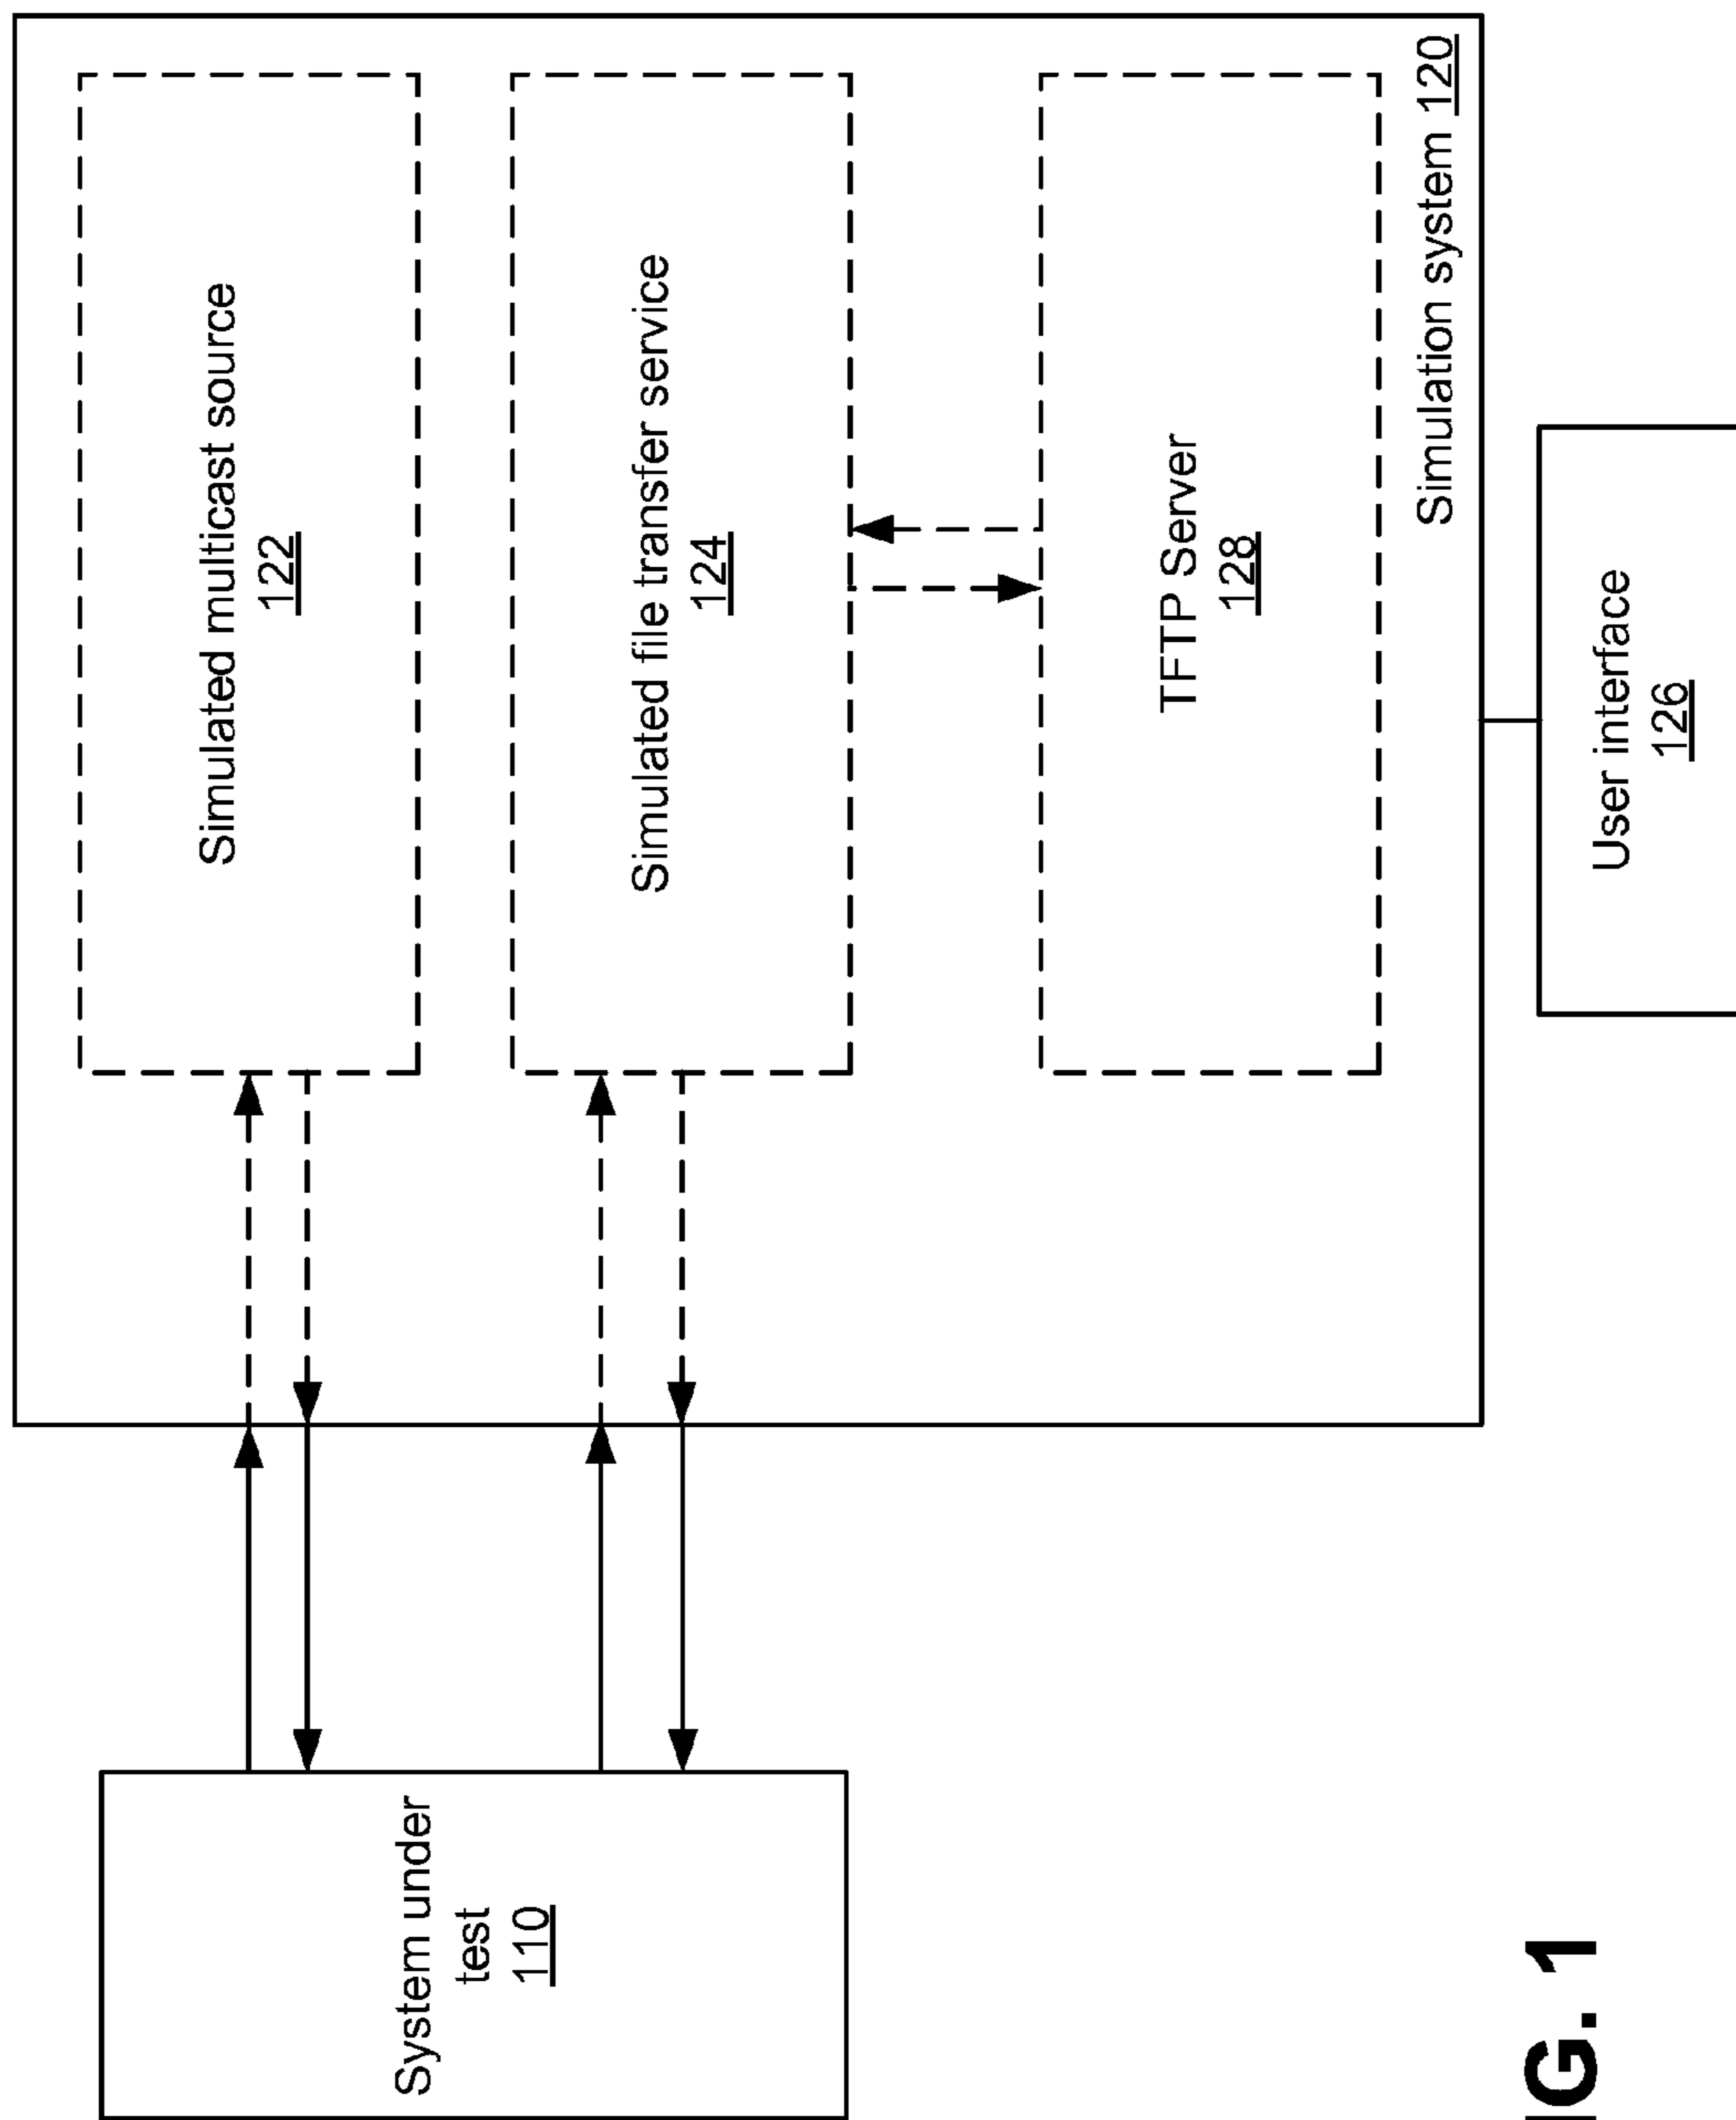 System under
test
110
Simulated multicast source
122
Simulated file transfer service
124
TFTP Server
128
Simulation system 120
User interface
126
IG. 1